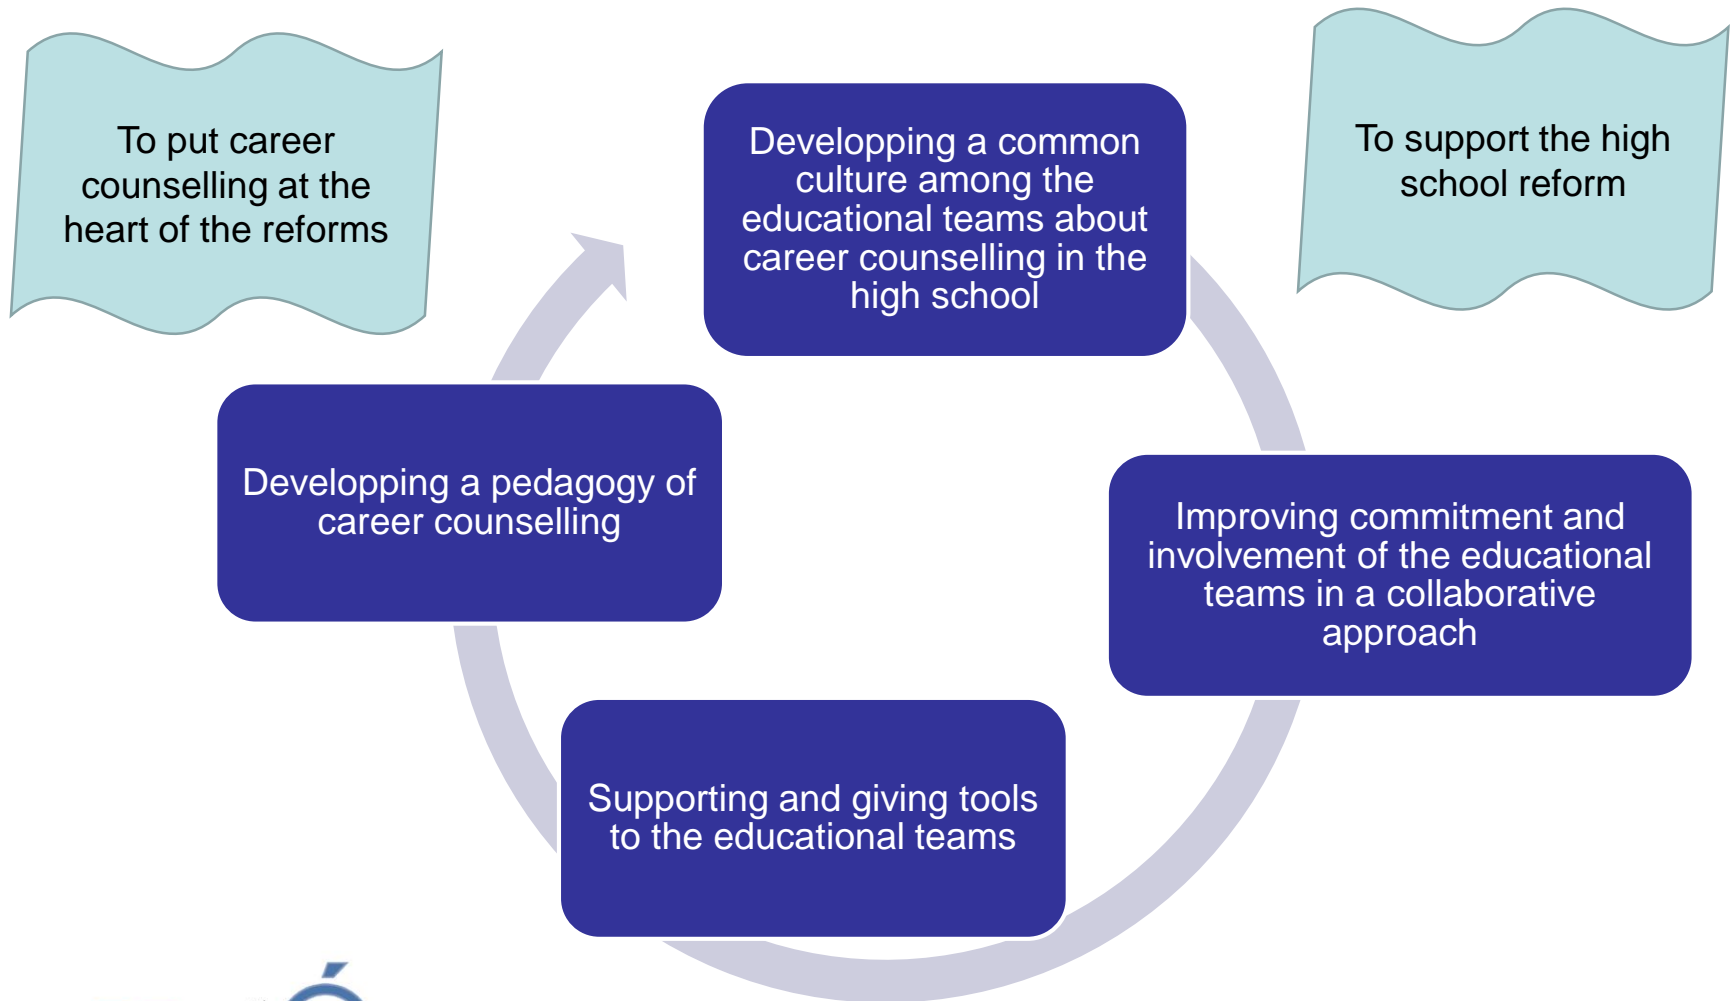 To put career
counselling at the
heart of the reforms
To support the high
school reform
Developping a common
culture among the
educational teams about
career counselling in the
high school
Improving commitment and
involvement of the educational
teams in a collaborative
approach
Supporting and giving tools
to the educational teams
Developping a pedagogy of
career counselling